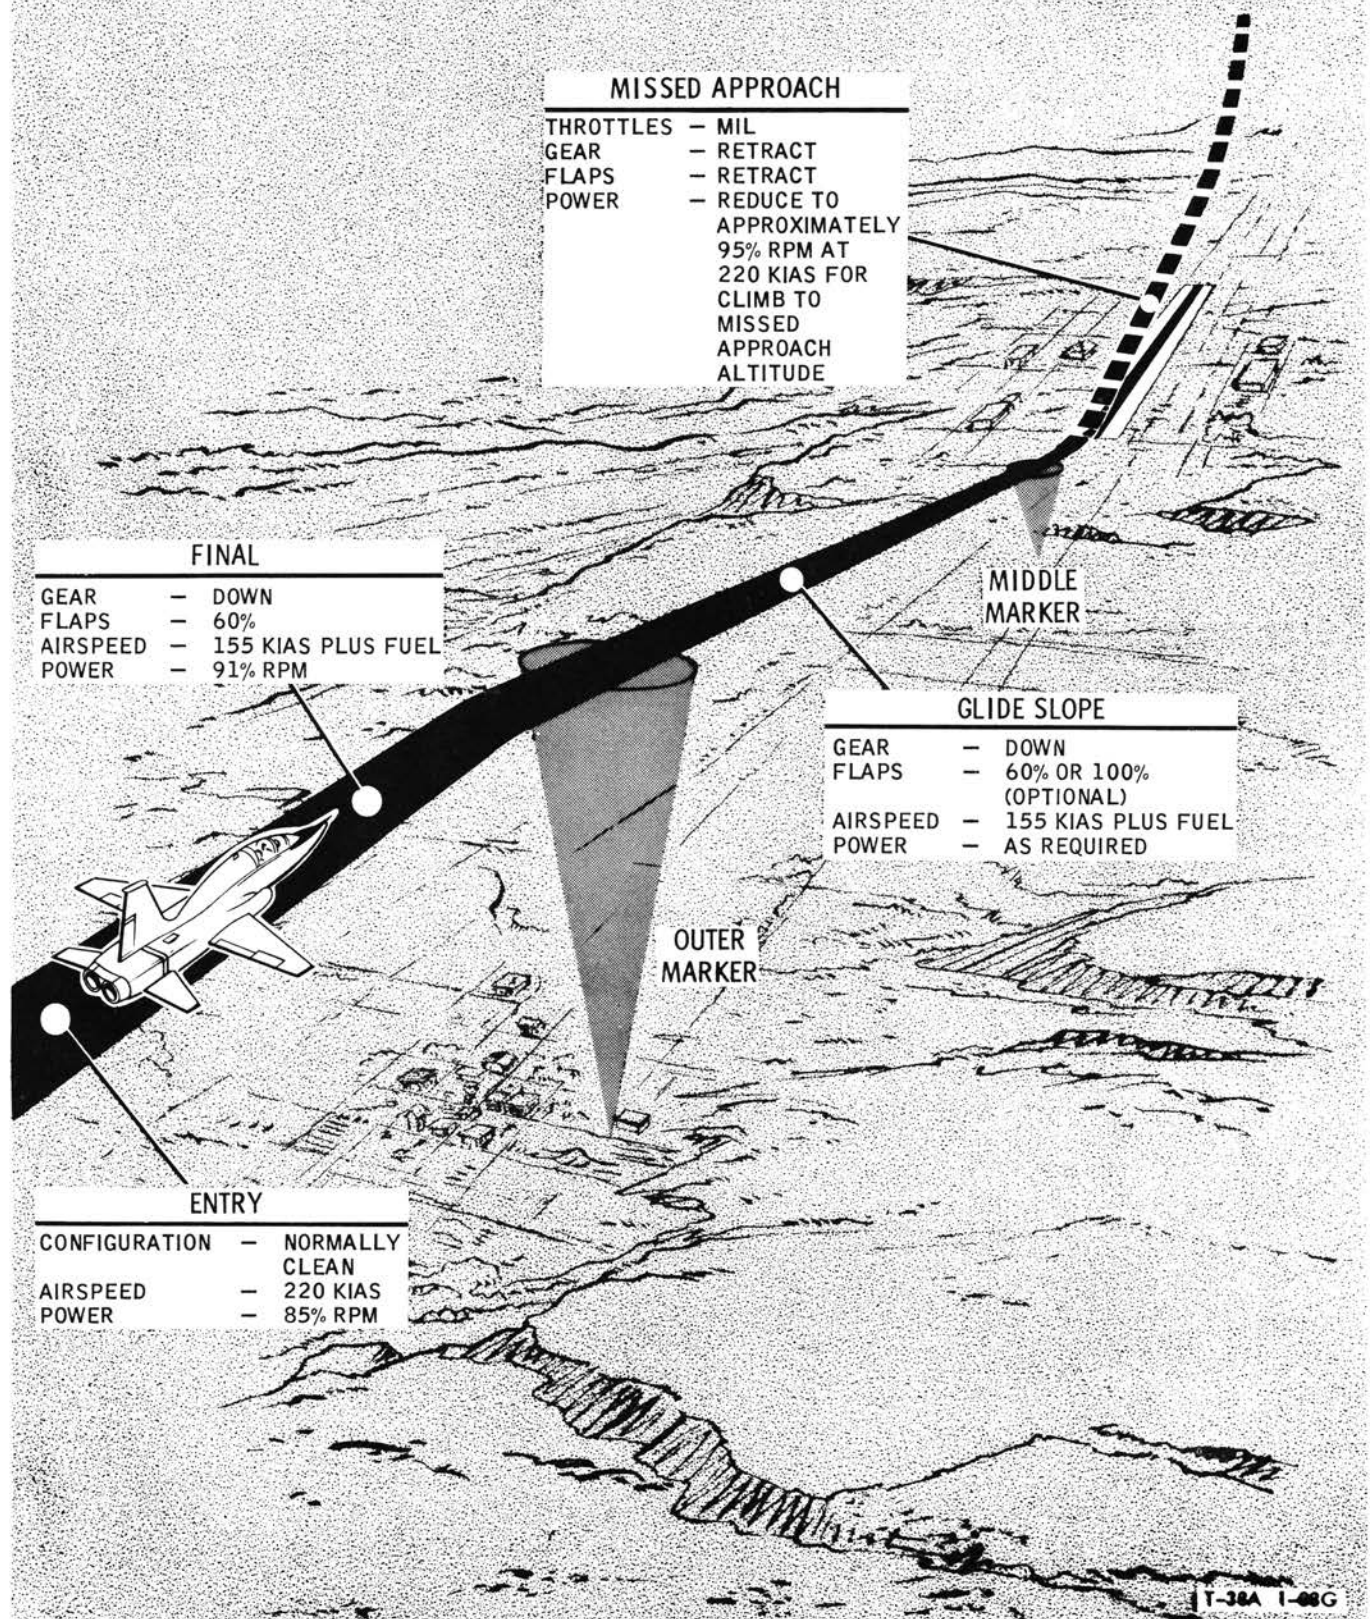 MISSED APPROACH
THROTTLES – MIL
GEAR – RETRACT
FLAPS – RETRACT
POWER – REDUCE TO
APPROXIMATELY
95% RPM AT
220 KIAS FOR
CLIMB TO
MISSED
APPROACH
ALTITUDE
FINAL
GEAR – DOWN
FLAPS – 60%
AIRSPEED – 155 KIAS PLUS FUEL
POWER – 91% RPM
MIDDLE
MARKER
GLIDE SLOPE
GEAR – DOWN
FLAPS – 60% OR 100%
(OPTIONAL)
AIRSPEED – 155 KIAS PLUS FUEL
POWER – AS REQUIRED
OUTER
MARKER
ENTRY
CONFIGURATION – NORMALLY
CLEAN
AIRSPEED – 220 KIAS
POWER – 85% RPM
T-38A